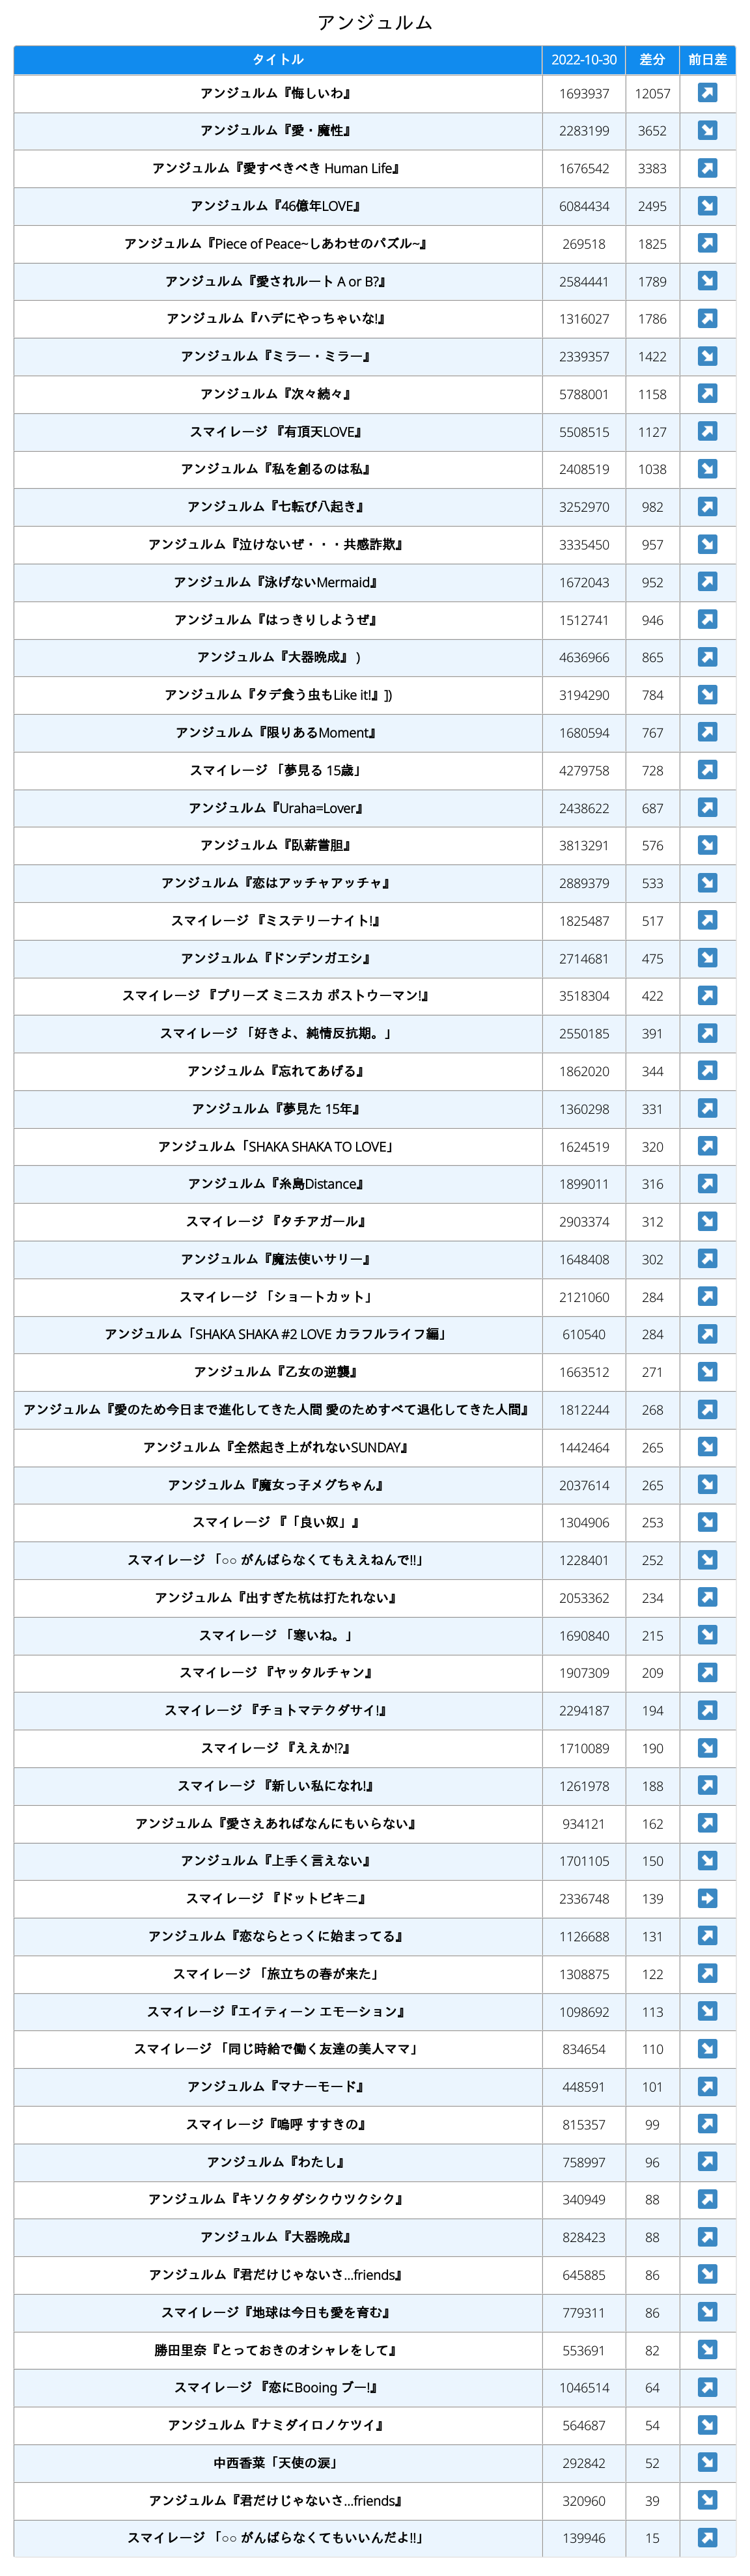 アンジュルム
タイトル 2022-10-30 差分 前日差
アンジュルム『悔しいわ』 1693937 12057 ↗
アンジュルム『愛・魔性』 2283199 3652 ↘
アンジュルム『愛すべきべき Human Life』 1676542 3383 ↗
アンジュルム『46億年LOVE』 6084434 2495 ↘
アンジュルム『Piece of Peace~しあわせのパズル~』 269518 1825 ↗
アンジュルム『愛されルート A or B?』 2584441 1789 ↘
アンジュルム『ハデにやっちゃいな!』 1316027 1786 ↗
アンジュルム『ミラー・ミラー』 2339357 1422 ↘
アンジュルム『次々続々』 5788001 1158 ↗
スマイレージ 『有頂天LOVE』 5508515 1127 ↗
アンジュルム『私を創るのは私』 2408519 1038 ↘
アンジュルム『七転び八起き』 3252970 982 ↗
アンジュルム『泣けないぜ・・・共感詐欺』 3335450 957 ↘
アンジュルム『泳げないMermaid』 1672043 952 ↗
アンジュルム『はっきりしようぜ』 1512741 946 ↗
アンジュルム『大器晩成』 ) 4636966 865 ↗
アンジュルム『タデ食う虫もLike it!』]) 3194290 784 ↘
アンジュルム『限りあるMoment』 1680594 767 ↗
スマイレージ 「夢見る 15歳」 4279758 728 ↗
アンジュルム『Uraha=Lover』 2438622 687 ↗
アンジュルム『臥薪嘗胆』 3813291 576 ↘
アンジュルム『恋はアッチャアッチャ』 2889379 533 ↘
スマイレージ 『ミステリーナイト!』 1825487 517 ↗
アンジュルム『ドンデンガエシ』 2714681 475 ↘
スマイレージ 『プリーズ ミニスカ ポストウーマン!』 3518304 422 ↗
スマイレージ 「好きよ、純情反抗期。」 2550185 391 ↗
アンジュルム『忘れてあげる』 1862020 344 ↗
アンジュルム『夢見た 15年』 1360298 331 ↗
アンジュルム「SHAKA SHAKA TO LOVE」 1624519 320 ↗
アンジュルム『糸島Distance』 1899011 316 ↗
スマイレージ 『タチアガール』 2903374 312 ↘
アンジュルム『魔法使いサリー』 1648408 302 ↗
スマイレージ 「ショートカット」 2121060 284 ↗
アンジュルム「SHAKA SHAKA #2 LOVE カラフルライフ編」 610540 284 ↗
アンジュルム『乙女の逆襲』 1663512 271 ↘
アンジュルム『愛のため今日まで進化してきた人間 愛のためすべて退化してきた人間』 1812244 268 ↗
アンジュルム『全然起き上がれないSUNDAY』 1442464 265 ↘
アンジュルム『魔女っ子メグちゃん』 2037614 265 ↘
スマイレージ 『「良い奴」』 1304906 253 ↘
スマイレージ 「○○ がんばらなくてもええねんで!!」 1228401 252 ↘
アンジュルム『出すぎた杭は打たれない』 2053362 234 ↗
スマイレージ 「寒いね。」 1690840 215 ↘
スマイレージ 『ヤッタルチャン』 1907309 209 ↗
スマイレージ 『チョトマテクダサイ!』 2294187 194 ↗
スマイレージ 『ええか!?』 1710089 190 ↘
スマイレージ 『新しい私になれ!』 1261978 188 ↗
アンジュルム『愛さえあればなんにもいらない』 934121 162 ↗
アンジュルム『上手く言えない』 1701105 150 ↘
スマイレージ 『ドットビキニ』 2336748 139 →
アンジュルム『恋ならとっくに始まってる』 1126688 131 ↗
スマイレージ 「旅立ちの春が来た」 1308875 122 ↗
スマイレージ『エイティーン エモーション』 1098692 113 ↘
スマイレージ 「同じ時給で働く友達の美人ママ」 834654 110 ↘
アンジュルム『マナーモード』 448591 101 ↗
スマイレージ『嗚呼 すすきの』 815357 99 ↗
アンジュルム『わたし』 758997 96 ↗
アンジュルム『キソクタダシクウツクシク』 340949 88 ↗
アンジュルム『大器晩成』 828423 88 ↗
アンジュルム『君だけじゃないさ...friends』 645885 86 ↘
スマイレージ『地球は今日も愛を育む』 779311 86 ↘
勝田里奈『とっておきのオシャレをして』 553691 82 ↘
スマイレージ 『恋にBooing ブー!』 1046514 64 ↗
アンジュルム『ナミダイロノケツイ』 564687 54 ↘
中西香菜「天使の涙」 292842 52 ↘
アンジュルム『君だけじゃないさ...friends』 320960 39 ↘
スマイレージ 「○○ がんばらなくてもいいんだよ!!」 139946 15 ↗